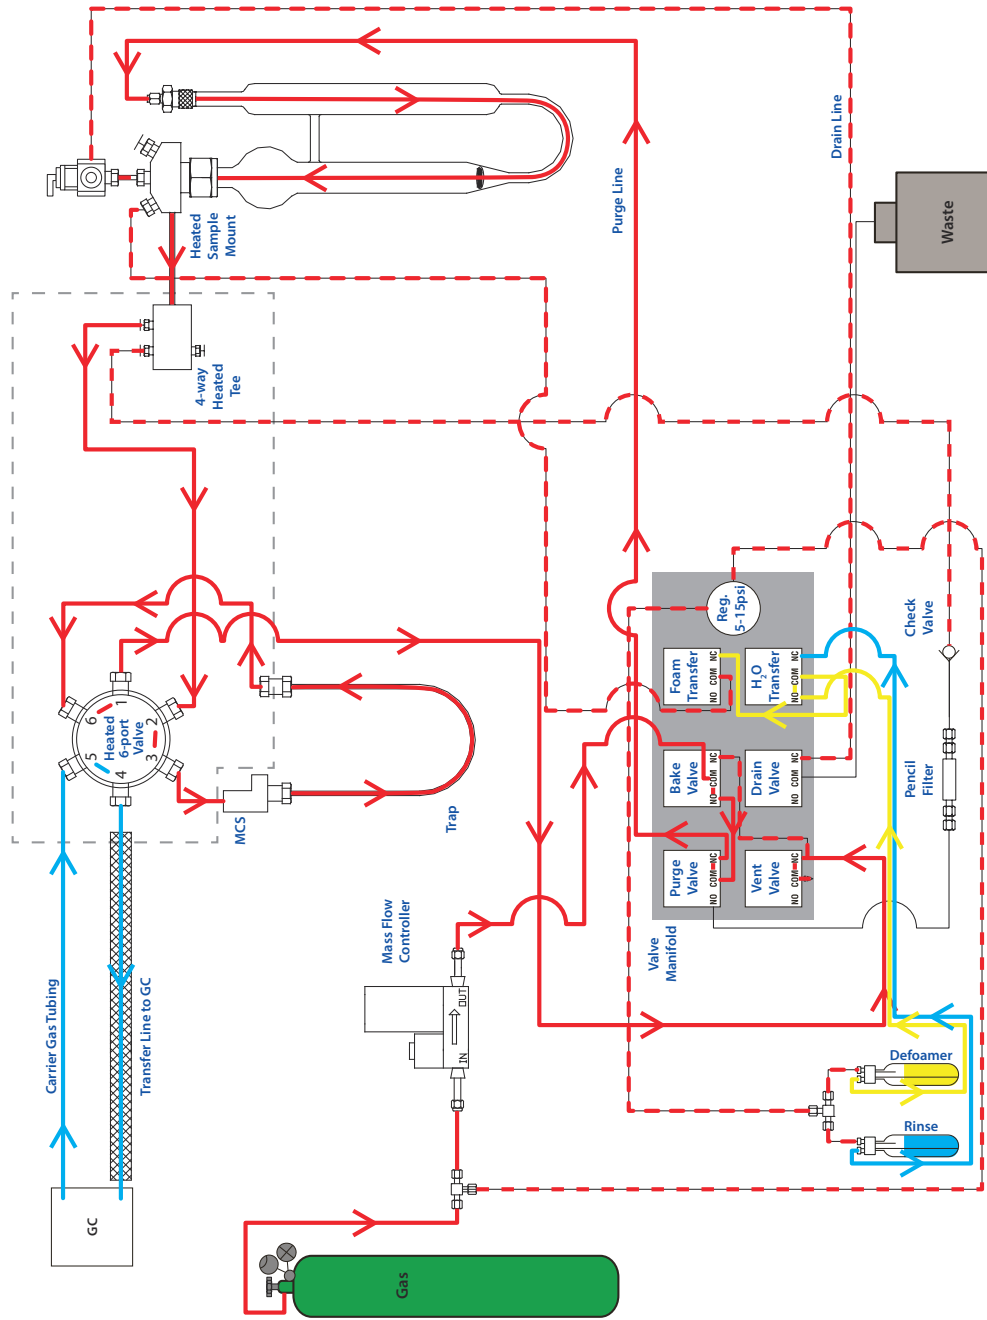 Drain Line
Waste
Purge Line
Heated
Sample
Mount
4-way
Heated
Tee
Reg.
5-15psi
Check
Valve
Foam
Transfer
NO COM NC
H2O
Transfer
NO COM NC
Heated
6-port
Valve
1
2
3
4
5
6
Bake
Valve
NO COM NC
Drain
Valve
NO COM NC
Pencil
Filter
MCS
Trap
Purge
Valve
NO COM NC
Vent
Valve
NO COM NC
Valve
Manifold
Mass Flow
Controller
IN
OUT
Carrier Gas Tubing
Transfer Line to GC
Defoamer
Rinse
GC
Gas